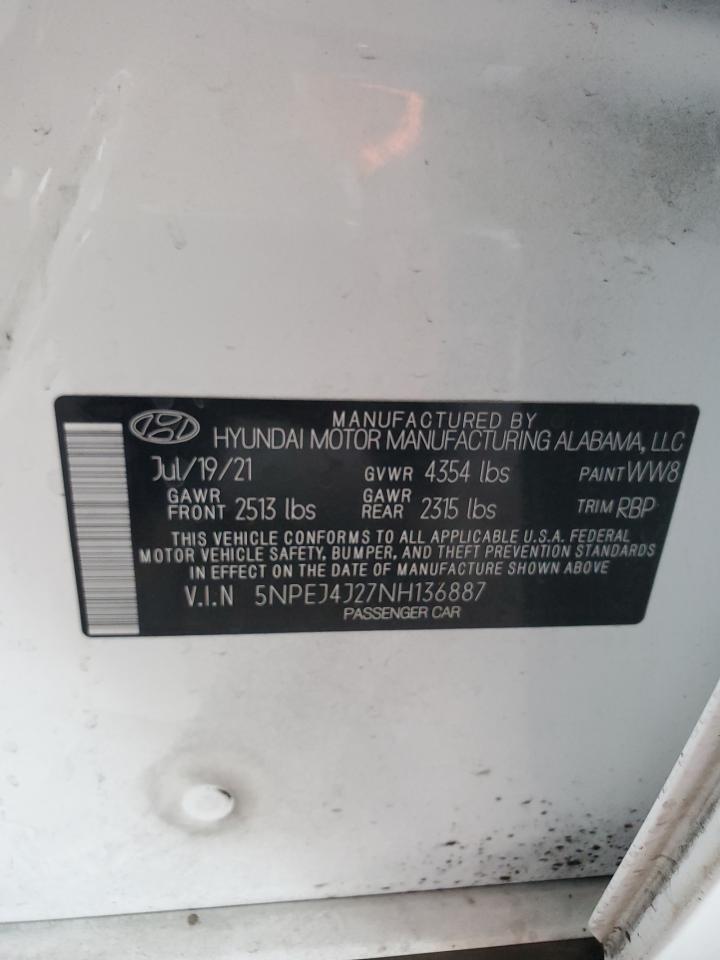 MANUFACTURED BY
HYUNDAI MOTOR MANUFACTURING ALABAMA, LLC
Jul/19/21 GVWR 4354 lbs PAINT WW8
GAWR FRONT 2513 lbs GAWR REAR 2315 lbs TRIM RBP
THIS VEHICLE CONFORMS TO ALL APPLICABLE U.S.A. FEDERAL
MOTOR VEHICLE SAFETY, BUMPER, AND THEFT PREVENTION STANDARDS
IN EFFECT ON THE DATE OF MANUFACTURE SHOWN ABOVE
V.I.N 5NPEJ4J27NH136887
PASSENGER CAR